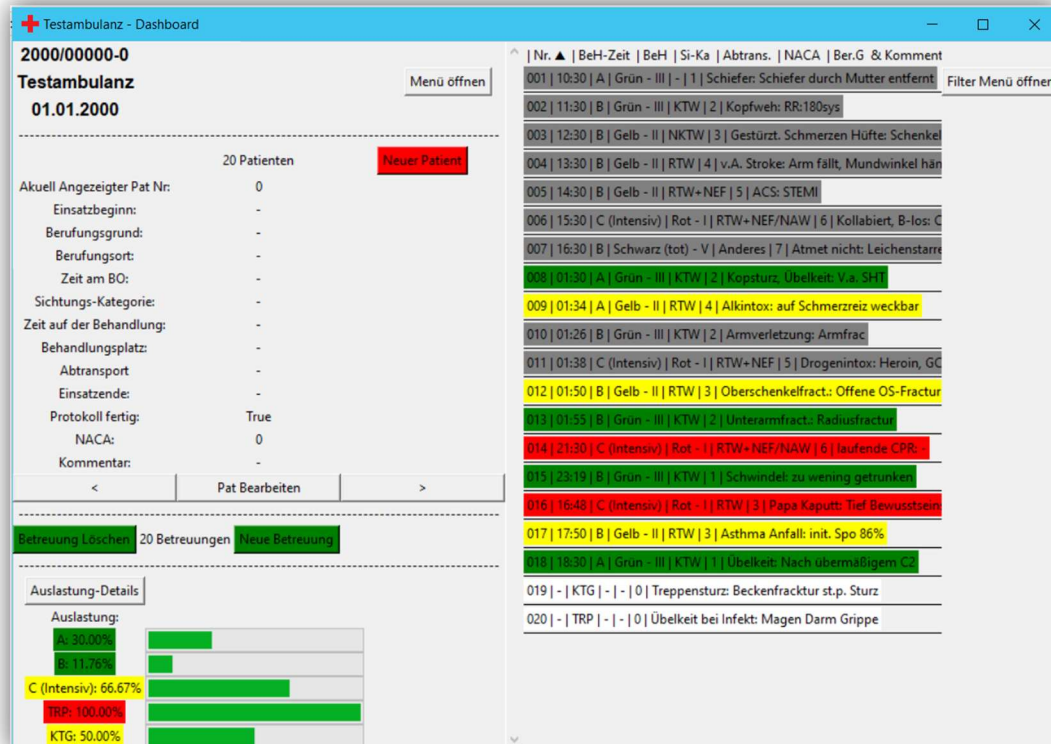 Testambulanz - Dashboard
2000/00000-0
Testambulanz
Menü öffnen
01.01.2000
20 Patienten
Neuer Patient
Akuell Angezeigter Pat Nr: 0
Einsatzbeginn: -
Berufungsgrund: -
Berufungsort: -
Zeit am BO: -
Sichtungs-Kategorie: -
Zeit auf der Behandlung: -
Behandlungsplatz: -
Abtransport -
Einsatzende: -
Protokoll fertig: True
NACA: 0
Kommentar: -
< Pat Bearbeiten >
Betreuung Löschen 20 Betreuungen Neue Betreuung
Auslastung-Details
Auslastung:
A: 30.00%
B: 11.76%
C (Intensiv): 66.67%
TRP: 100.00%
KTG: 50.00%
| Nr. ▲ | BeH-Zeit | BeH | Si-Ka | Abtrans. | NACA | Ber.G & Komment
Filter Menü öffnen
001 | 10:30 | A | Grün - III | - | 1 | Schiefer: Schiefer durch Mutter entfernt
002 | 11:30 | B | Grün - III | KTW | 2 | Kopfweh: RR:180sys
003 | 12:30 | B | Gelb - II | NKTW | 3 | Gestürzt. Schmerzen Hüfte: Schenkel
004 | 13:30 | B | Gelb - II | RTW | 4 | v.A. Stroke: Arm fällt, Mundwinkel hän
005 | 14:30 | B | Gelb - II | RTW+NEF | 5 | ACS: STEMI
006 | 15:30 | C (Intensiv) | Rot - I | RTW+NEF/NAW | 6 | Kollabiert, B-los: C
007 | 16:30 | B | Schwarz (tot) - V | Anderes | 7 | Atmet nicht: Leichenstarre
008 | 01:30 | A | Grün - III | KTW | 2 | Kopsturz, Übelkeit: V.a. SHT
009 | 01:34 | A | Gelb - II | RTW | 4 | Alkintox: auf Schmerzreiz weckbar
010 | 01:26 | B | Grün - III | KTW | 2 | Armverletzung: Armfrac
011 | 01:38 | C (Intensiv) | Rot - I | RTW+NEF | 5 | Drogenintox: Heroin, GC
012 | 01:50 | B | Gelb - II | RTW | 3 | Oberschenkelfract.: Offene OS-Fractur
013 | 01:55 | B | Grün - III | KTW | 2 | Unterarmfract.: Radiusfractur
014 | 21:30 | C (Intensiv) | Rot - I | RTW+NEF/NAW | 6 | laufende CPR: -
015 | 23:19 | B | Grün - III | KTW | 1 | Schwindel: zu wening getrunken
016 | 16:48 | C (Intensiv) | Rot - I | RTW | 3 | Papa Kaputt: Tief Bewusstsein
017 | 17:50 | B | Gelb - II | RTW | 3 | Asthma Anfall: init. Spo 86%
018 | 18:30 | A | Grün - III | KTW | 1 | Übelkeit: Nach übermäßigem C2
019 | - | KTG | - | - | 0 | Treppensturz: Beckenfracktur st.p. Sturz
020 | - | TRP | - | - | 0 | Übelkeit bei Infekt: Magen Darm Grippe